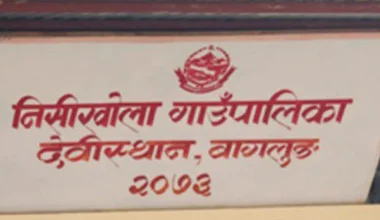 निसीखोला गाउँपालिका
देवीस्थान, वागलुङ
२०७३